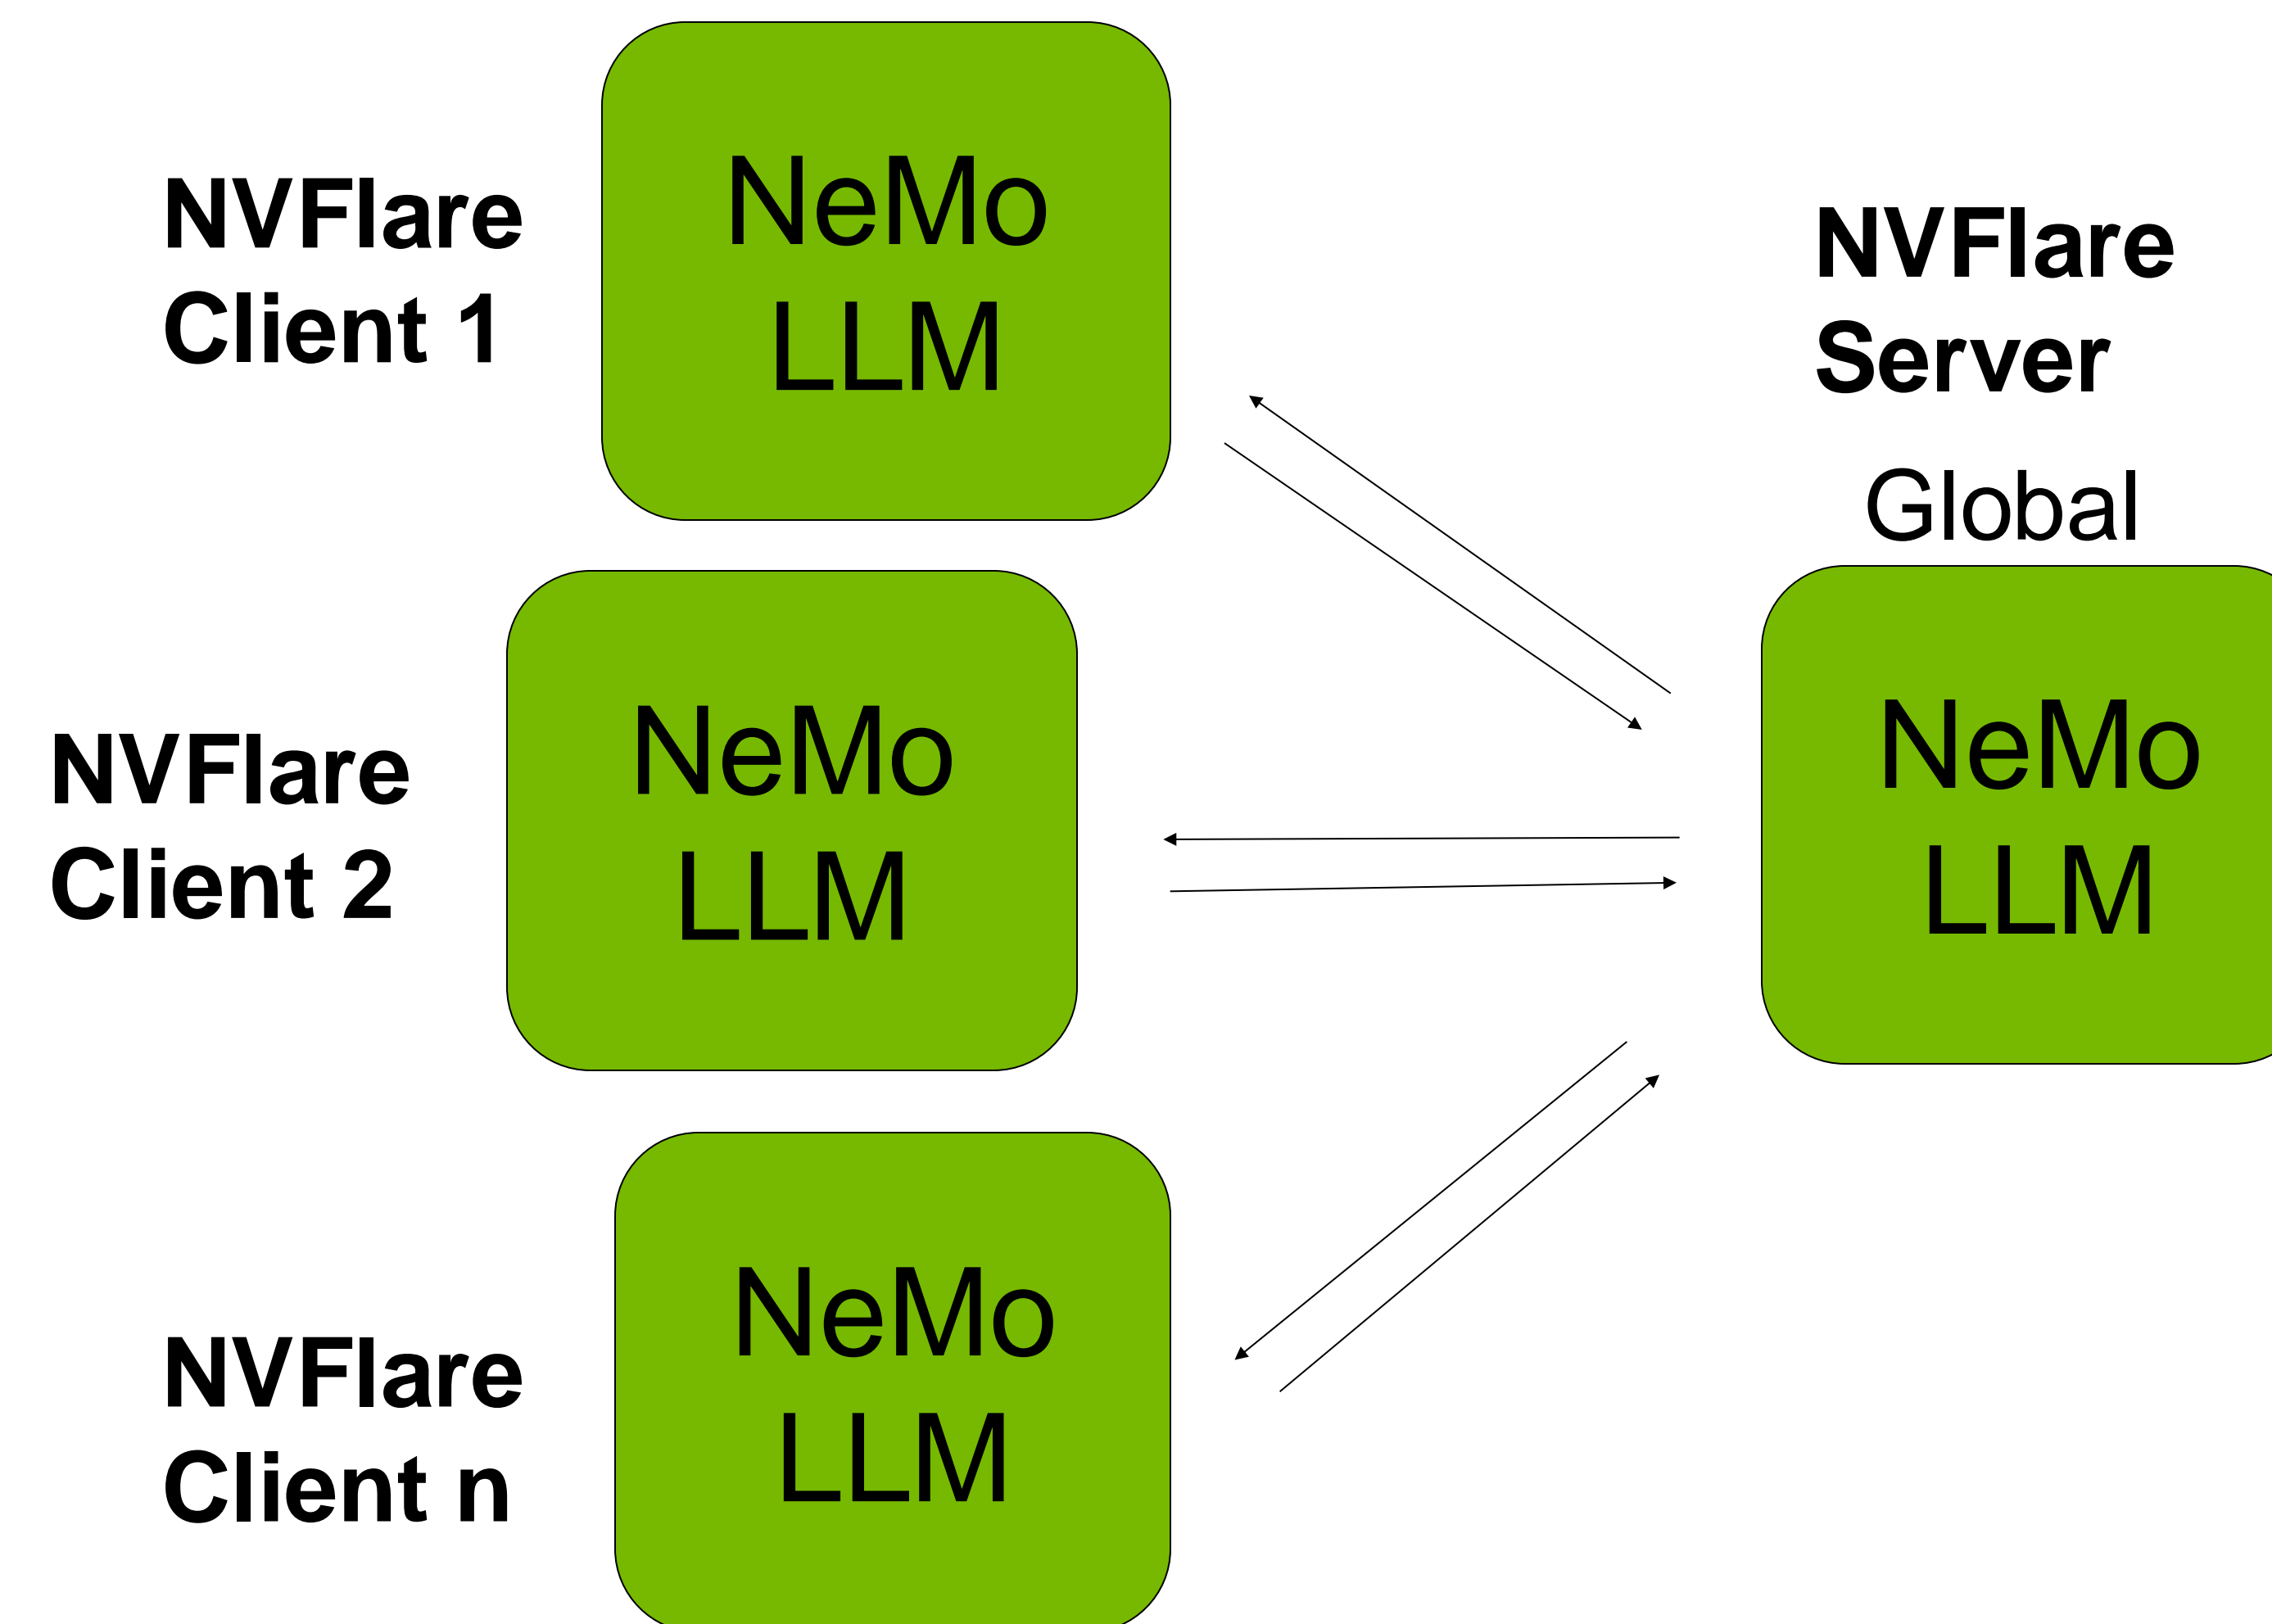 NVFlare
Client 1
NeMo
LLM
NVFlare
Server
Global
NeMo
LLM
NVFlare
Client 2
NeMo
LLM
NVFlare
Client n
NeMo
LLM